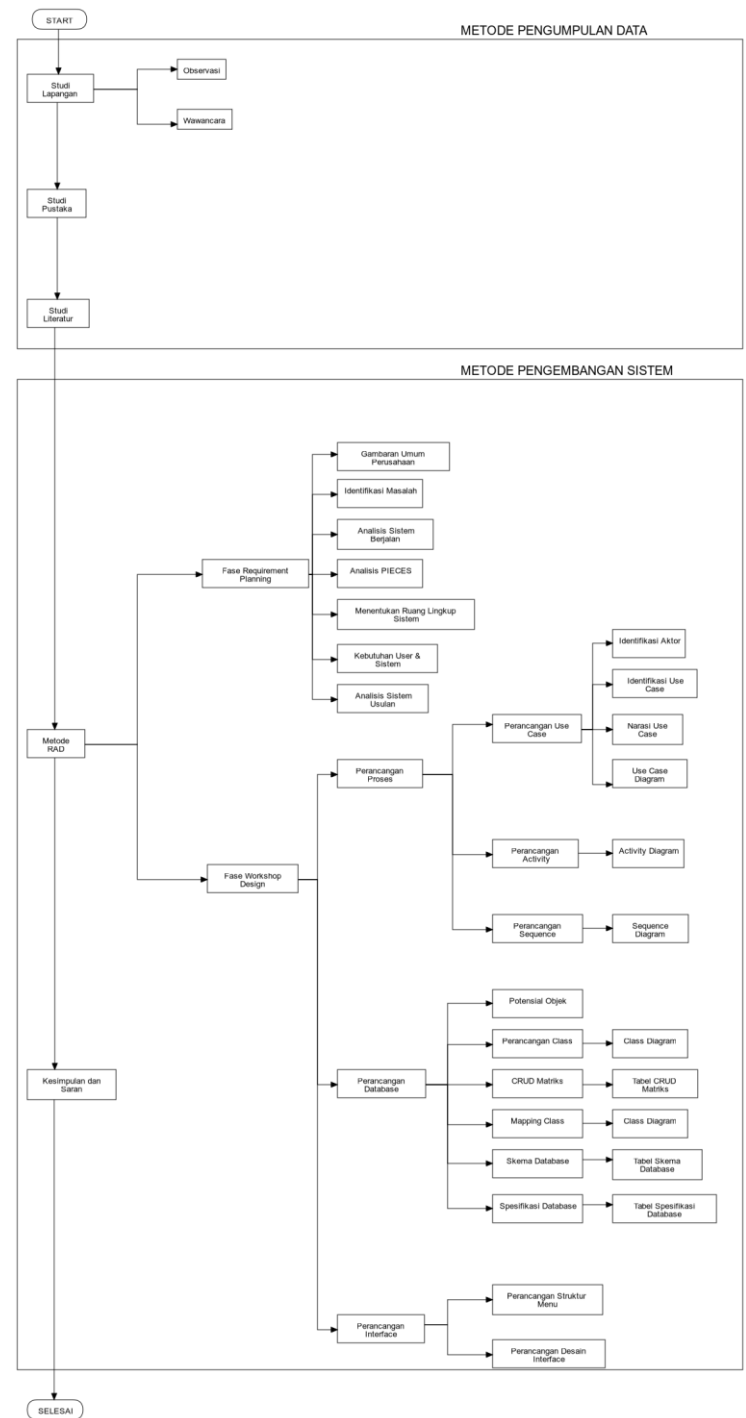 START
METODE PENGUMPULAN DATA
Studi
Lapangan
Observasi
Wawancara
Studi
Pustaka
Studi
Literatur
METODE PENGEMBANGAN SISTEM
Gambaran Umum
Perusahaan
Identifikasi Masalah
Analisis Sistem
Berjalan
Fase Requirement
Planning
Analisis PIECES
Menentukan Ruang Lingkup
Sistem
Kebutuhan User &
Sistem
Analisis Sistem
Usulan
Metode
RAD
Perancangan
Proses
Perancangan Use
Case
Identifikasi Aktor
Identifikasi Use
Case
Narasi Use
Case
Use Case
Diagram
Perancangan
Activity
Activity Diagram
Fase Workshop
Design
Perancangan
Sequence
Sequence
Diagram
Potensial Objek
Perancangan Class
Class Diagram
Kesimpulan dan
Saran
Perancangan
Database
CRUD Matriks
Tabel CRUD
Matriks
Mapping Class
Class Diagram
Skema Database
Tabel Skema
Database
Spesifikasi Database
Tabel Spesifikasi
Database
Perancangan
Interface
Perancangan Struktur
Menu
Perancangan Desain
Interface
SELESAI